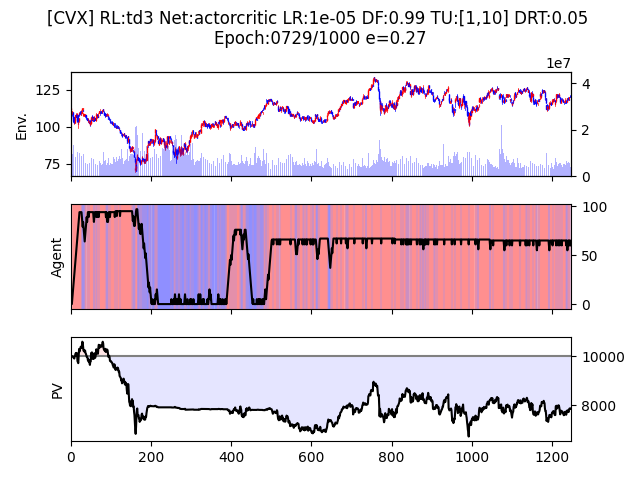 [CVX] RL:td3 Net:actorcritic LR:1e-05 DF:0.99 TU:[1,10] DRT:0.05
Epoch:0729/1000 e=0.27
1e7
125
100
75
Env.
4
2
0
Agent
100
50
0
PV
10000
8000
0 200 400 600 800 1000 1200